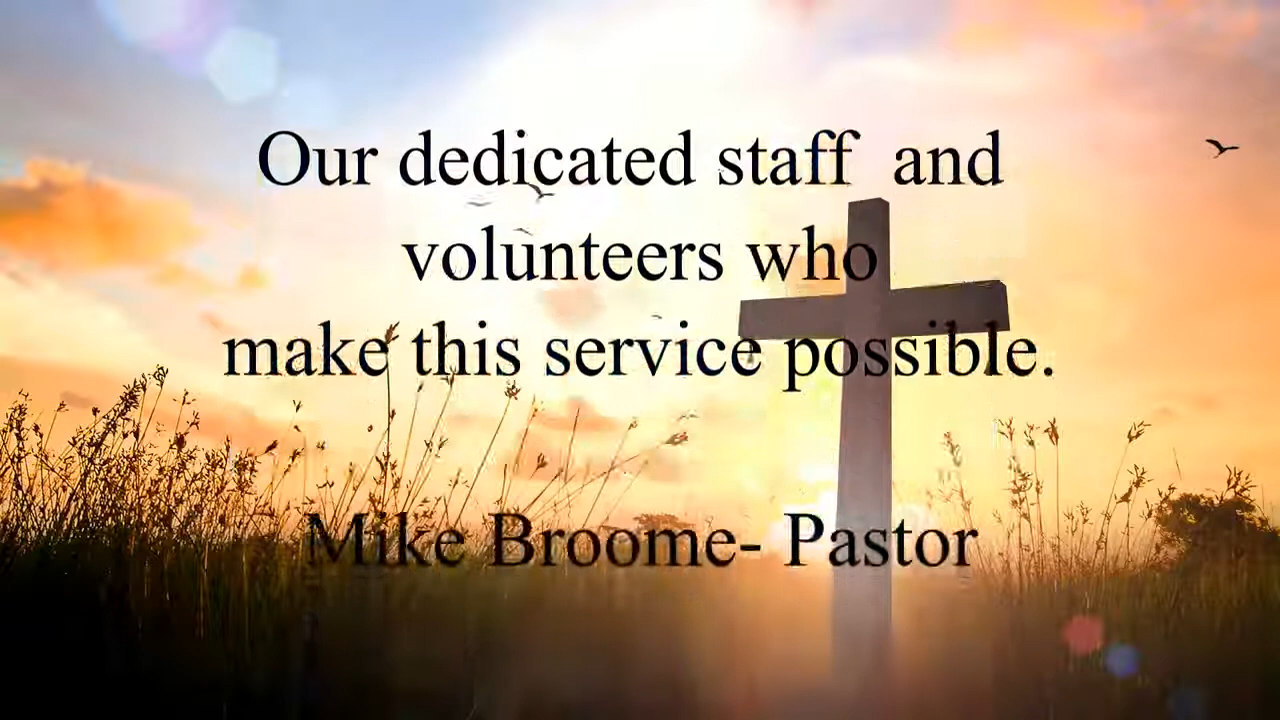 Our dedicated staff  and
volunteers who
make this service possible.
Mike Broome- Pastor